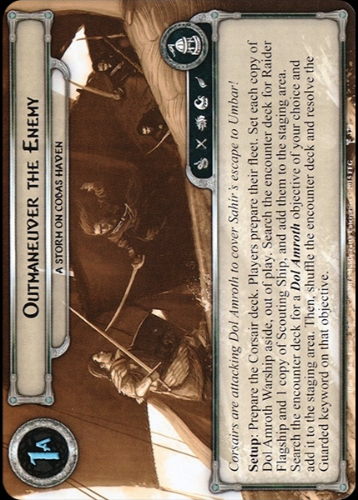 1A
OUTMANEUVER THE ENEMY
A STORM ON COBAS HAVEN
Corsairs are attacking Dol Amroth to cover Sahir's escape to Umbar!
Setup: Prepare the Corsair deck. Players prepare their fleet. Set each copy of
Dol Amroth Warship aside, out of play. Search the encounter deck for Raider
Flagship and 1 copy of Scouting Ship, and add them to the staging area.
Search the encounter deck for a Dol Amroth objective of your choice and
add it to the staging area. Then, shuffle the encounter deck and resolve the
Guarded keyword on that objective.